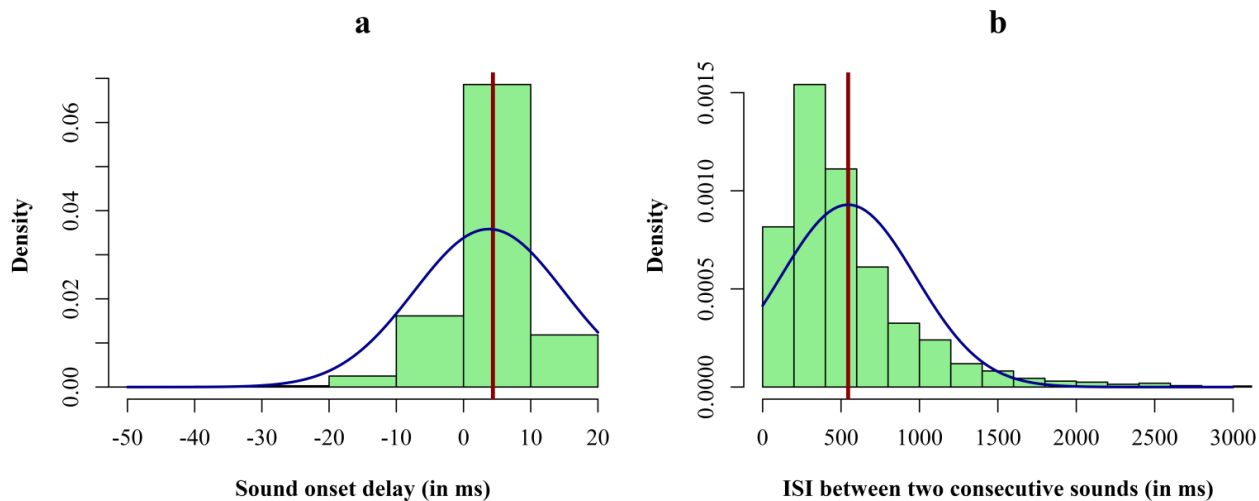 a
Density
0.00 0.02 0.04 0.06
-50 -40 -30 -20 -10 0 10 20
Sound onset delay (in ms)
b
Density
0.0000 0.0005 0.0010 0.0015
0 500 1000 1500 2000 2500 3000
ISI between two consecutive sounds (in ms)